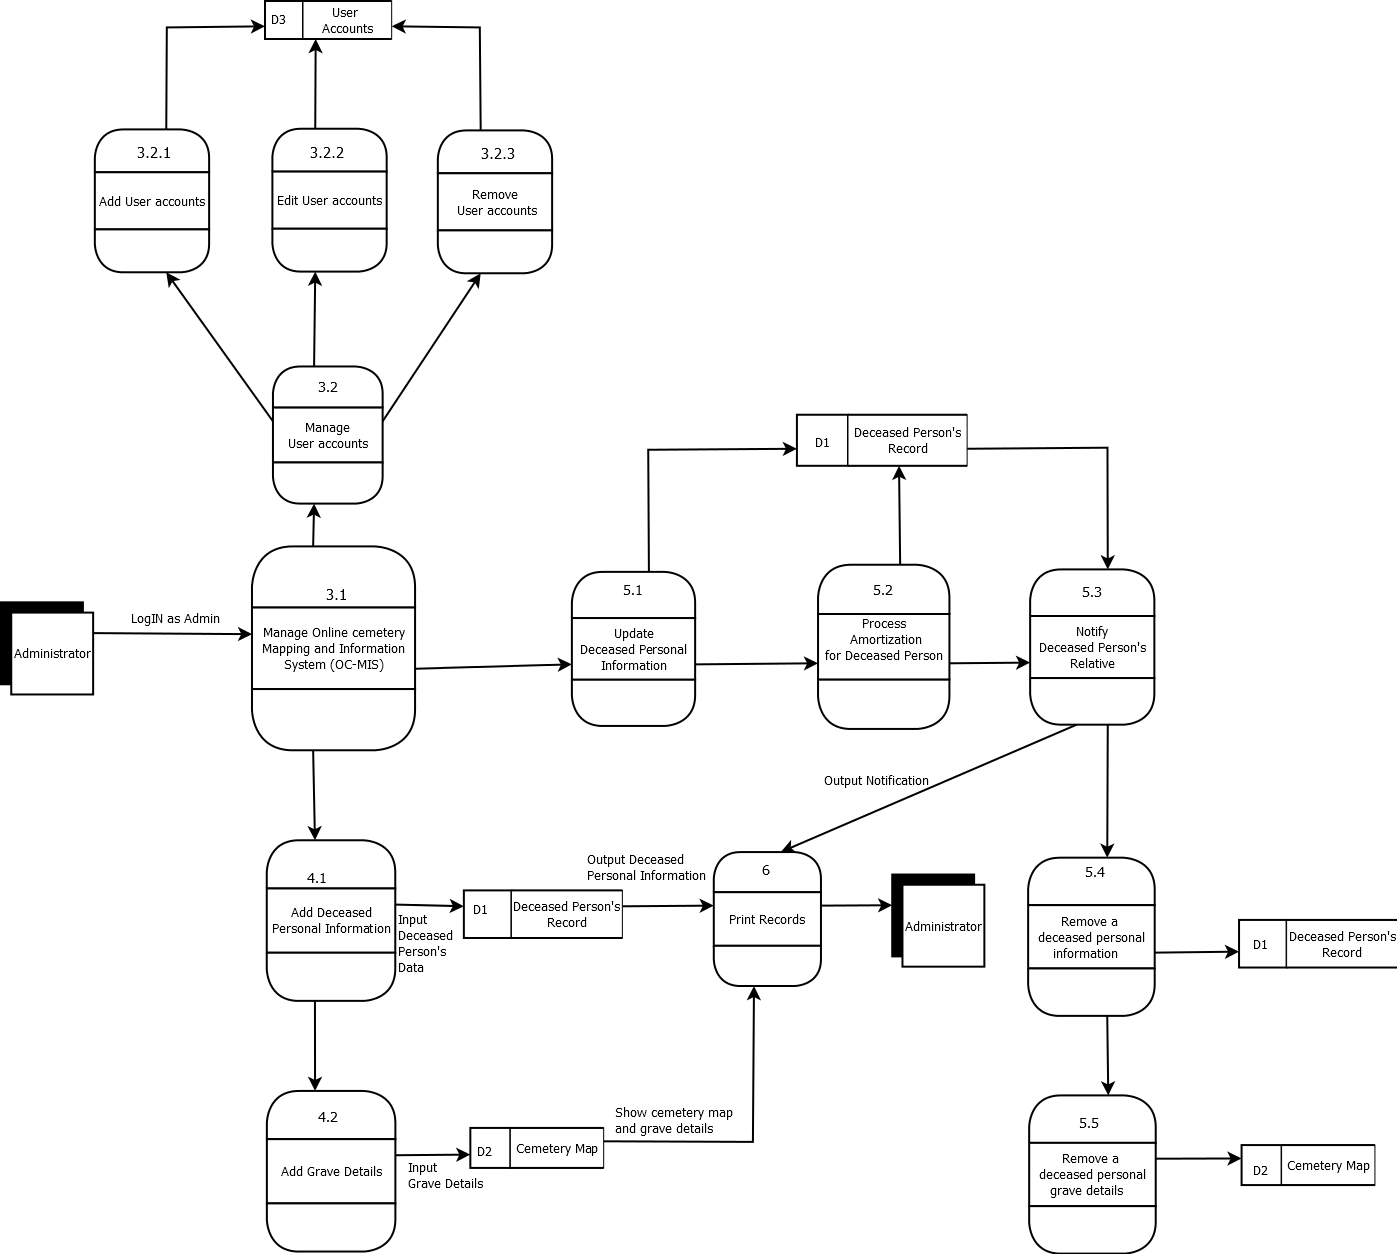 D3
User
Accounts
3.2.1
Add User accounts
3.2.2
Edit User accounts
3.2.3
Remove
User accounts
3.2
Manage
User accounts
D1
Deceased Person's
Record
Administrator
LogIN as Admin
3.1
Manage Online cemetery
Mapping and Information
System (OC-MIS)
5.1
Update
Deceased Personal
Information
5.2
Process
Amortization
for Deceased Person
5.3
Notify
Deceased Person's
Relative
Output Notification
4.1
Add Deceased
Personal Information
Input
Deceased
Person's
Data
D1
Deceased Person's
Record
Output Deceased
Personal Information
6
Print Records
Administrator
5.4
Remove a
deceased personal
information
D1
Deceased Person's
Record
4.2
Add Grave Details
Input
Grave Details
D2
Cemetery Map
Show cemetery map
and grave details
5.5
Remove a
deceased personal
grave details
D2
Cemetery Map